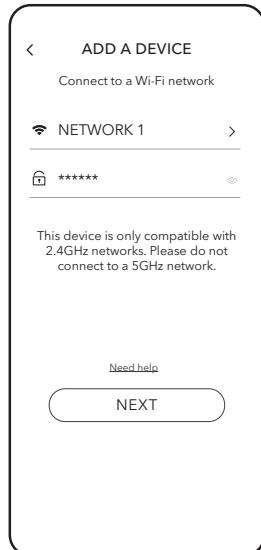 ADD A DEVICE
Connect to a Wi-Fi network
NETWORK 1
******
This device is only compatible with
2.4GHz networks. Please do not
connect to a 5GHz network.
Need help
NEXT